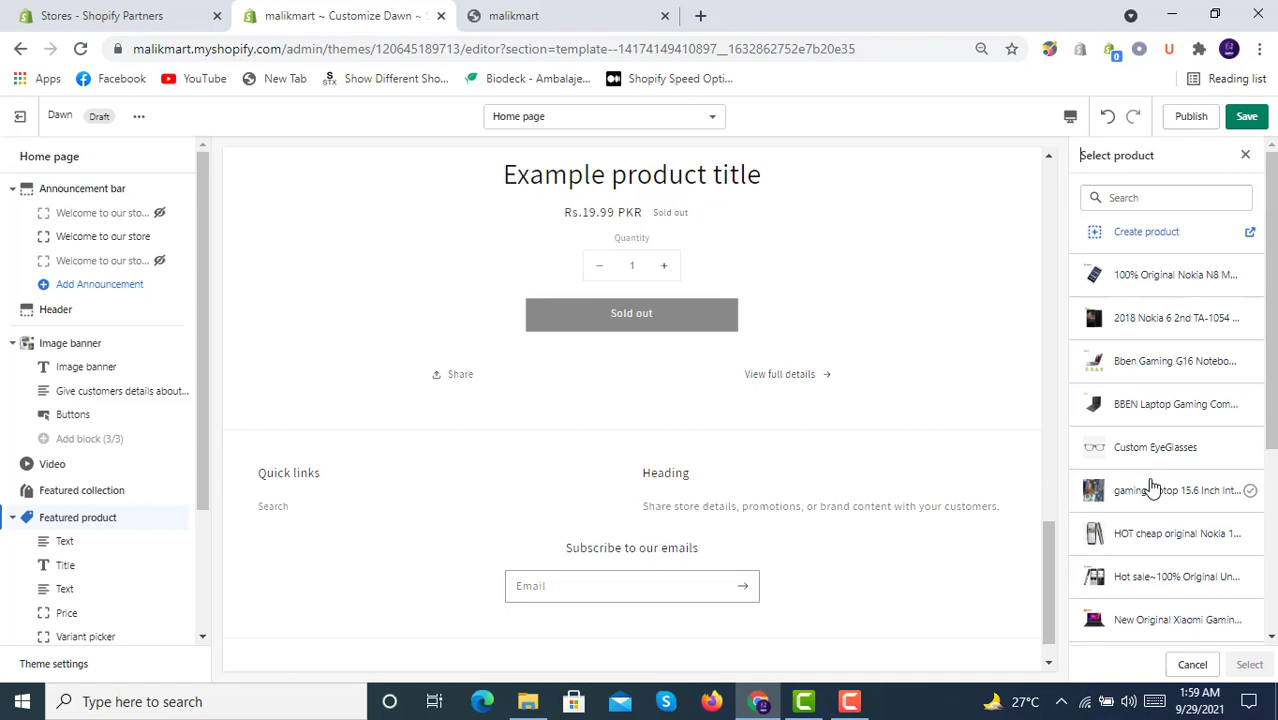 Stores - Shopify Partners
malikmart ~ Customize Dawn ~
malikmart
malikmart.myshopify.com/admin/themes/120645189713/editor?section=template--14174149410897__1632862752e7b20e35
0
Apps
Facebook
YouTube
New Tab
STX
Show Different Sho...
Biodeck - Ambalaje...
Shopify Speed Opti...
Reading list
Dawn
Draft
Home page
Publish
Save
Home page
Announcement bar
Welcome to our sto...
Welcome to our store
Welcome to our sto...
Add Announcement
Header
Image banner
Image banner
Give customers details about...
Buttons
Add block (3/3)
Video
Featured collection
Featured product
Text
Title
Text
Price
Variant picker
Theme settings
Example product title
Rs.19.99 PKR Sold out
Quantity
− 1 +
Sold out
Share
View full details →
Quick links
Search
Heading
Share store details, promotions, or brand content with your customers.
Subscribe to our emails
Email
Select product
Search
Create product
100% Original Nokia N8 M...
2018 Nokia 6 2nd TA-1054 ...
Bben Gaming G16 Notebo...
BBEN Laptop Gaming Com...
Custom EyeGlasses
gaming laptop 15.6 Inch Int...
HOT cheap original Nokia 1...
Hot sale~100% Original Un...
New Original Xiaomi Gamin...
Cancel
Select
Type here to search
27°C
1:59 AM
9/29/2021